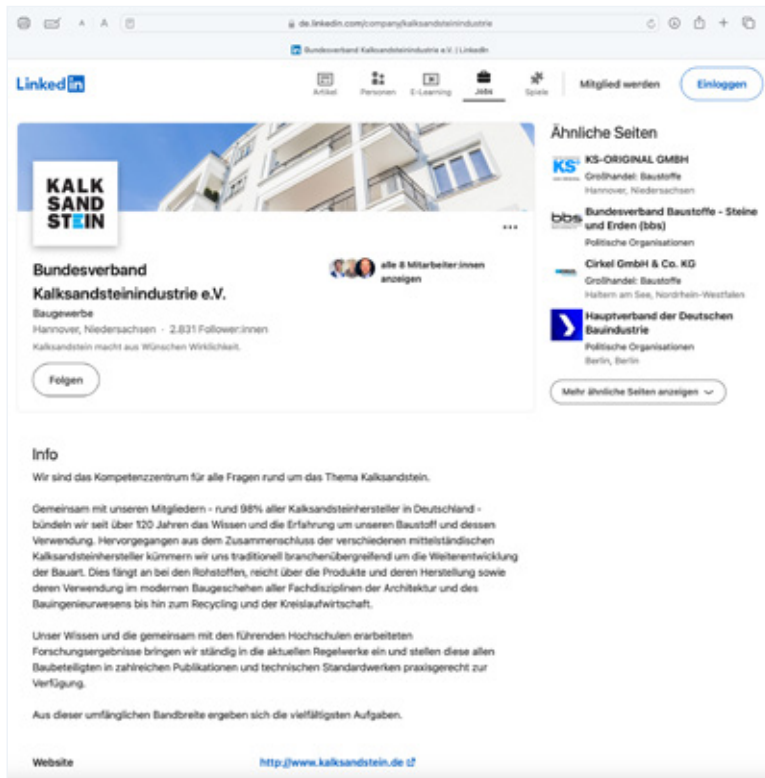 de.linkedin.com/company/kalksandsteinindustrie
Bundesverband Kalksandsteinindustrie e.V. | LinkedIn
Linked in
Artikel
Personen
E-Learning
Jobs
Spiele
Mitglied werden
Einloggen
KALK
SAND
STEIN
Bundesverband
Kalksandsteinindustrie e.V.
Baugewerbe
Hannover, Niedersachsen · 2.831 Follower:innen
Kalksandstein macht aus Wünschen Wirklichkeit.
Folgen
alle 8 Mitarbeiter:innen
anzeigen
Ähnliche Seiten
KS*
KS-ORIGINAL GMBH
Großhandel: Baustoffe
Hannover, Niedersachsen
bbs
Bundesverband Baustoffe - Steine
und Erden (bbs)
Politische Organisationen
Cirkel GmbH & Co. KG
Großhandel: Baustoffe
Haltern am See, Nordrhein-Westfalen
Hauptverband der Deutschen
Bauindustrie
Politische Organisationen
Berlin, Berlin
Mehr ähnliche Seiten anzeigen
Info
Wir sind das Kompetenzzentrum für alle Fragen rund um das Thema Kalksandstein.
Gemeinsam mit unseren Mitgliedern - rund 98% aller Kalksandsteinhersteller in Deutschland -
bündeln wir seit über 120 Jahren das Wissen und die Erfahrung um unseren Baustoff und dessen
Verwendung. Hervorgegangen aus dem Zusammenschluss der verschiedenen mittelständischen
Kalksandsteinhersteller kümmern wir uns traditionell branchenübergreifend um die Weiterentwicklung
der Bauart. Dies fängt an bei den Rohstoffen, reicht über die Produkte und deren Herstellung sowie
deren Verwendung im modernen Baugeschehen aller Fachdisziplinen der Architektur und des
Bauingenieurwesens bis hin zum Recycling und der Kreislaufwirtschaft.
Unser Wissen und die gemeinsam mit den führenden Hochschulen erarbeiteten
Forschungsergebnisse bringen wir ständig in die aktuellen Regelwerke ein und stellen diese allen
Baubeteiligten in zahlreichen Publikationen und technischen Standardwerken praxisgerecht zur
Verfügung.
Aus dieser umfänglichen Bandbreite ergeben sich die vielfältigsten Aufgaben.
Website
http://www.kalksandstein.de